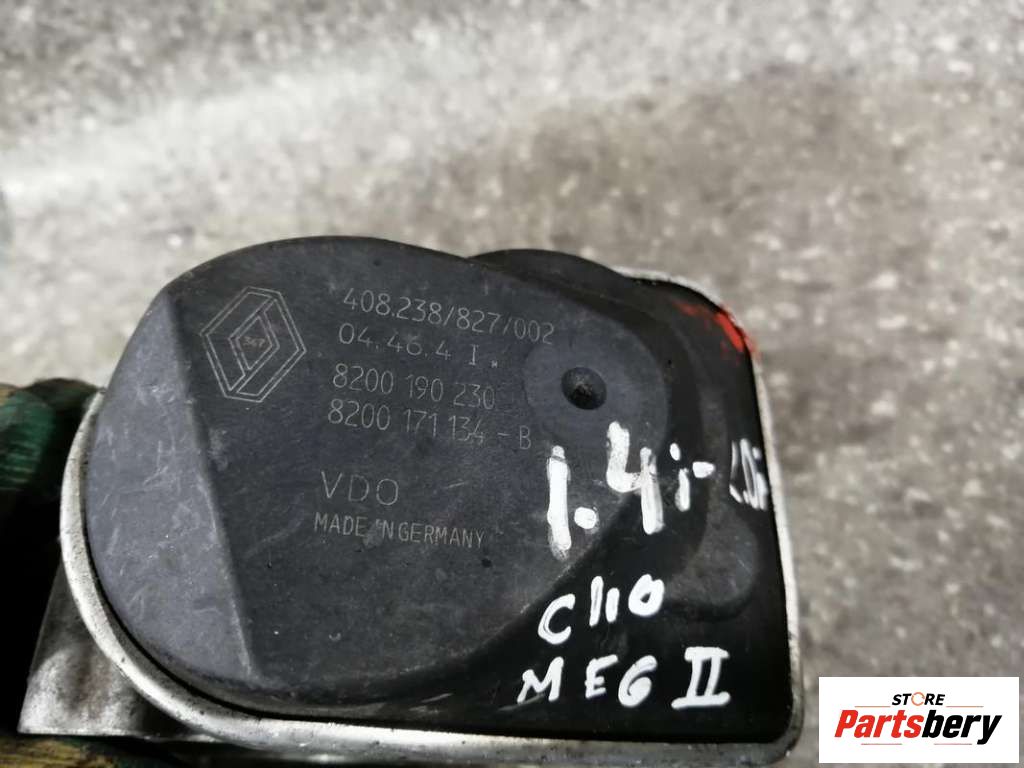 408.238/827/002
04.46.4 I *
367
8200 190 230
8200 171 134 - B
VDO
MADE IN GERMANY
1.4i-
CLIO
MEG II
STORE
Partsbery